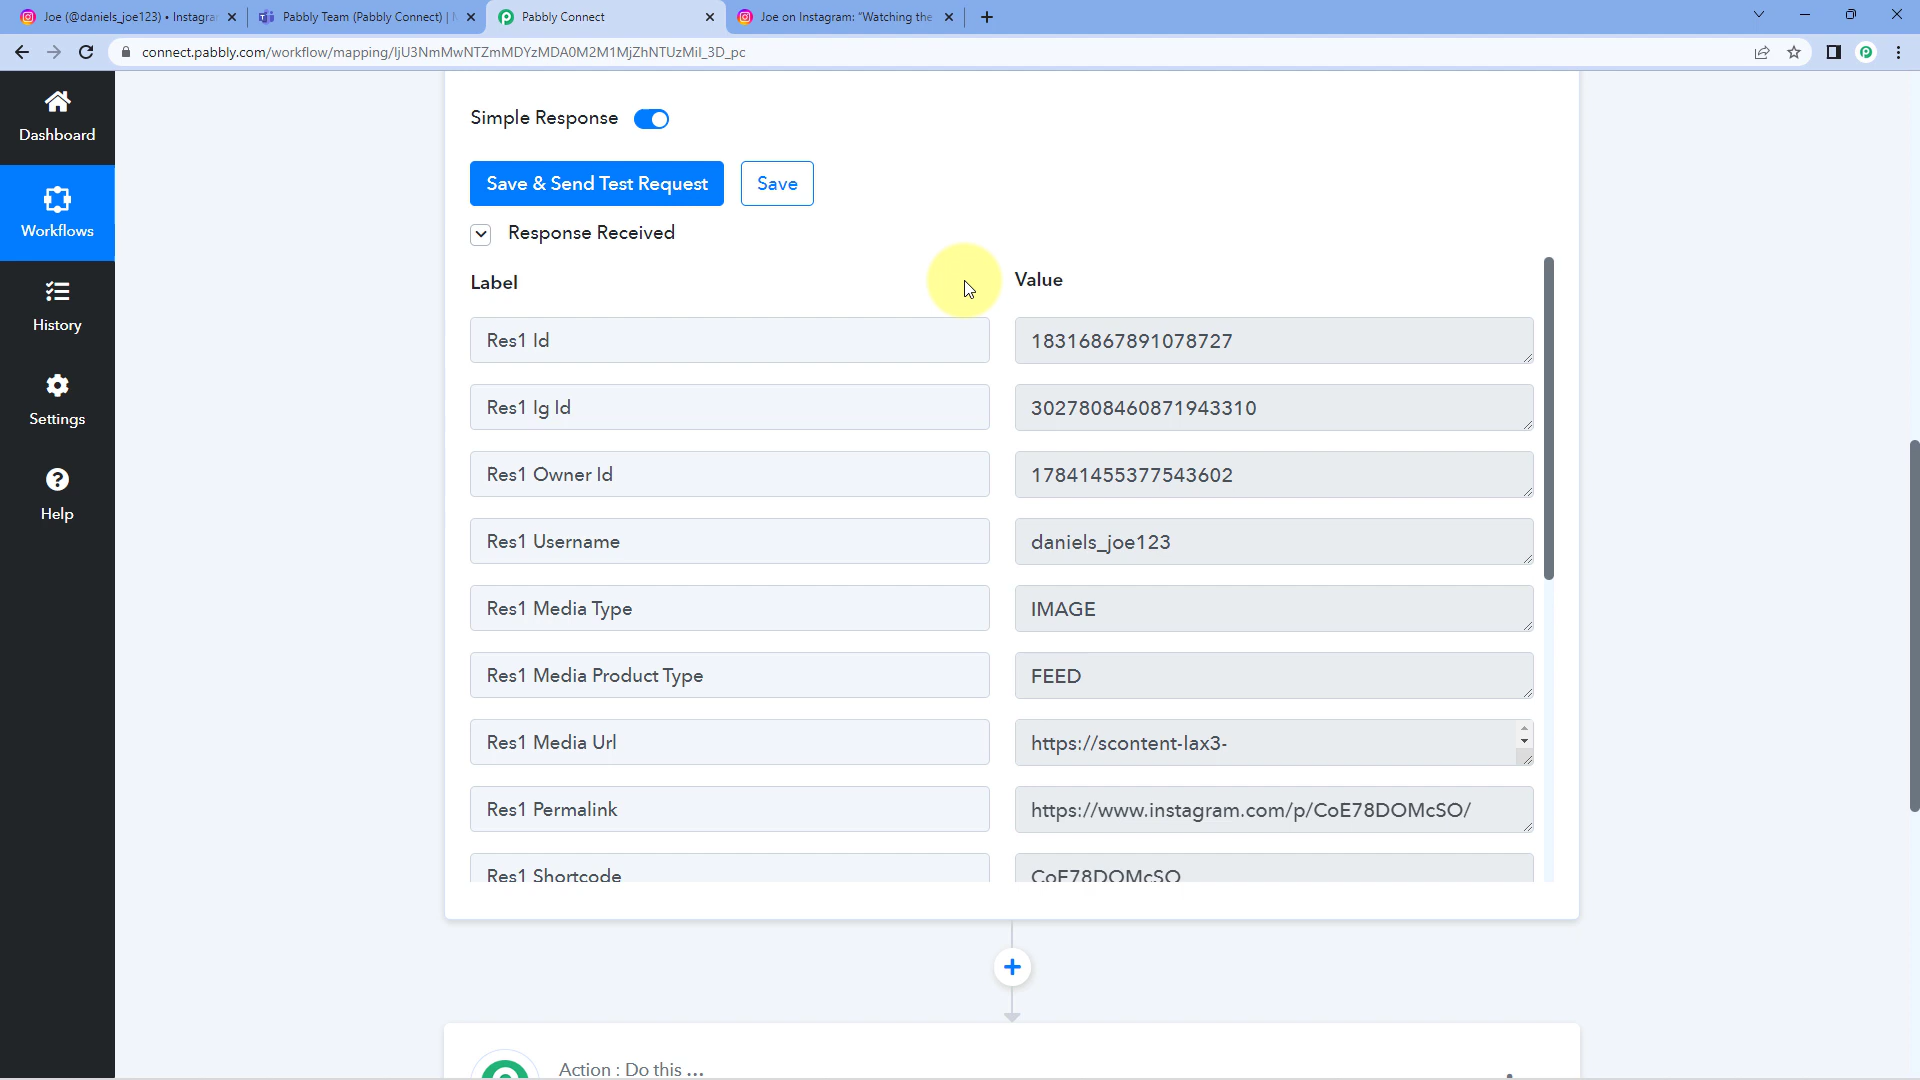 Joe (@daniels_joe123) • Instagra
Pabbly Team (Pabbly Connect) |
Pabbly Connect
Joe on Instagram: "Watching the
connect.pabbly.com/workflow/mapping/IjU3NmMwNTZmMDYzMDA0M2M1MjZhNTUzMiI_3D_pc
Dashboard
Workflows
History
Settings
Help
Simple Response
Save & Send Test Request
Save
Response Received
Label
Value
Res1 Id
18316867891078727
Res1 Ig Id
3027808460871943310
Res1 Owner Id
17841455377543602
Res1 Username
daniels_joe123
Res1 Media Type
IMAGE
Res1 Media Product Type
FEED
Res1 Media Url
https://scontent-lax3-
Res1 Permalink
https://www.instagram.com/p/CoE78DOMcSO/
Res1 Shortcode
CoE78DOMcSO
Action : Do this ...